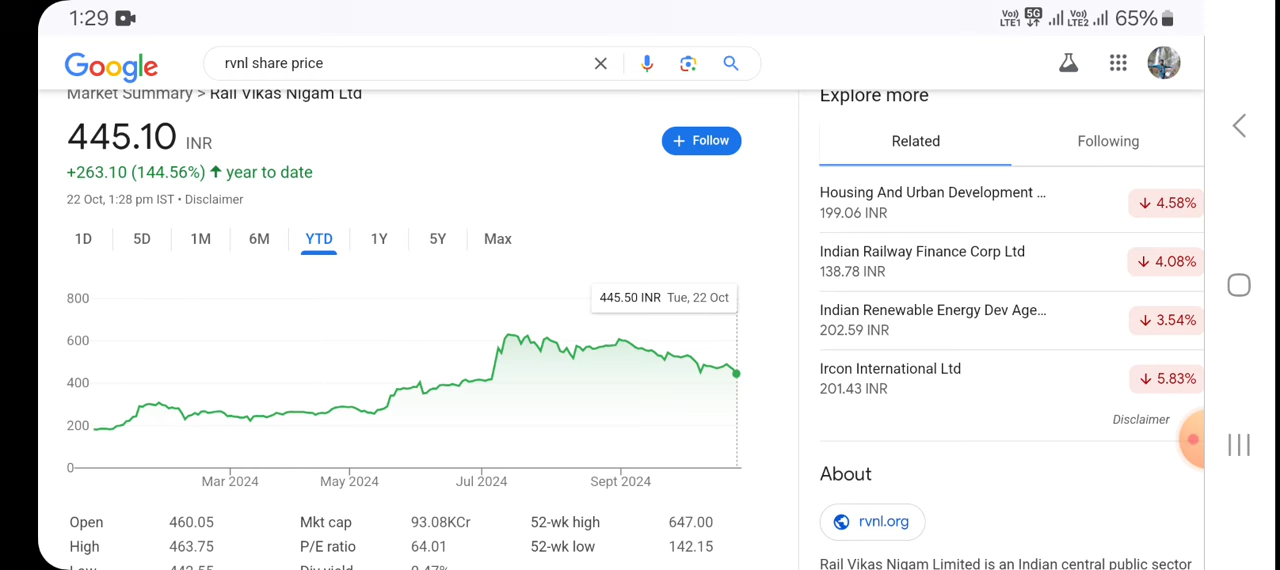 1:29
Vo)) LTE1 5G Vo)) LTE2 65%
Google
rvnl share price
Market Summary > Rail Vikas Nigam Ltd
445.10 INR
+ Follow
+263.10 (144.56%) ↑ year to date
22 Oct, 1:28 pm IST • Disclaimer
1D 5D 1M 6M YTD 1Y 5Y Max
445.50 INR Tue, 22 Oct
800
600
400
200
0
Mar 2024 May 2024 Jul 2024 Sept 2024
Open 460.05 Mkt cap 93.08KCr 52-wk high 647.00
High 463.75 P/E ratio 64.01 52-wk low 142.15
Explore more
Related Following
Housing And Urban Development ...
199.06 INR
↓ 4.58%
Indian Railway Finance Corp Ltd
138.78 INR
↓ 4.08%
Indian Renewable Energy Dev Age...
202.59 INR
↓ 3.54%
Ircon International Ltd
201.43 INR
↓ 5.83%
Disclaimer
About
rvnl.org
Rail Vikas Nigam Limited is an Indian central public sector